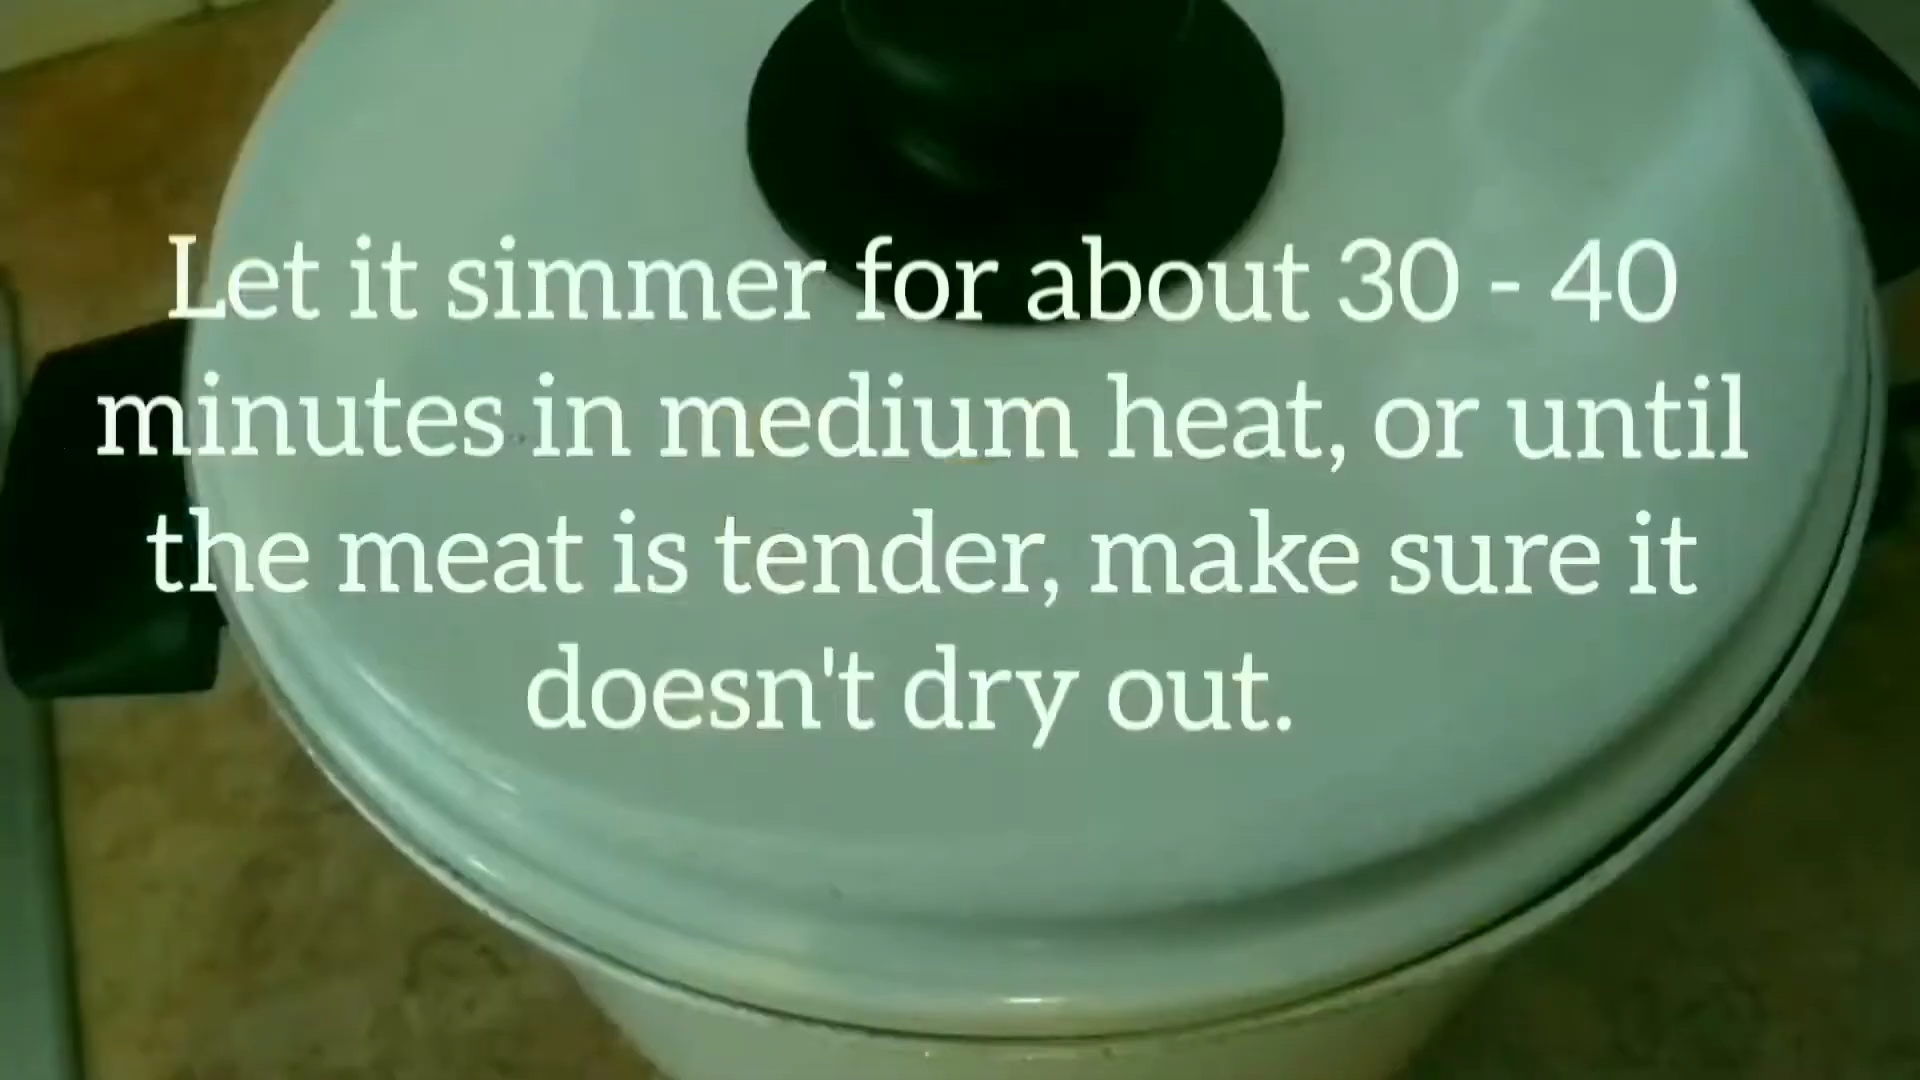 Let it simmer for about 30 - 40
minutes in medium heat, or until
the meat is tender, make sure it
doesn't dry out.